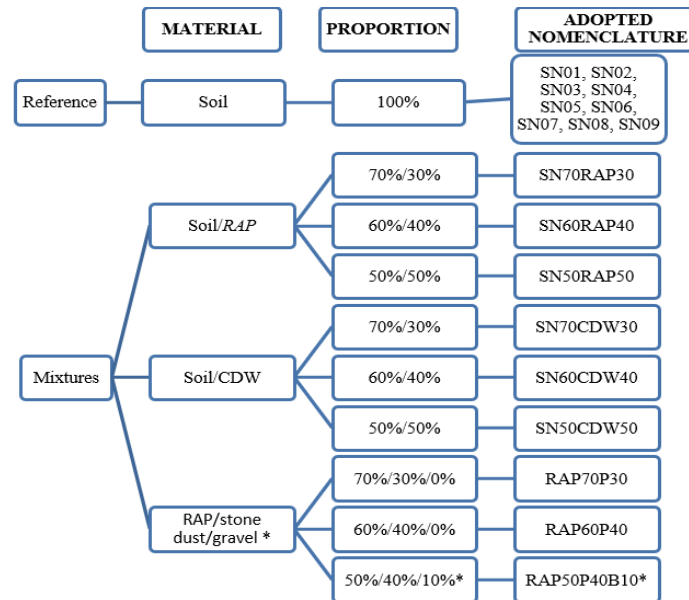 MATERIAL
PROPORTION
ADOPTED
NOMENCLATURE
Reference
Soil
100%
SN01, SN02,
SN03, SN04,
SN05, SN06,
SN07, SN08, SN09
Mixtures
Soil/RAP
70%/30%
SN70RAP30
60%/40%
SN60RAP40
50%/50%
SN50RAP50
Soil/CDW
70%/30%
SN70CDW30
60%/40%
SN60CDW40
50%/50%
SN50CDW50
RAP/stone
dust/gravel *
70%/30%/0%
RAP70P30
60%/40%/0%
RAP60P40
50%/40%/10%*
RAP50P40B10*